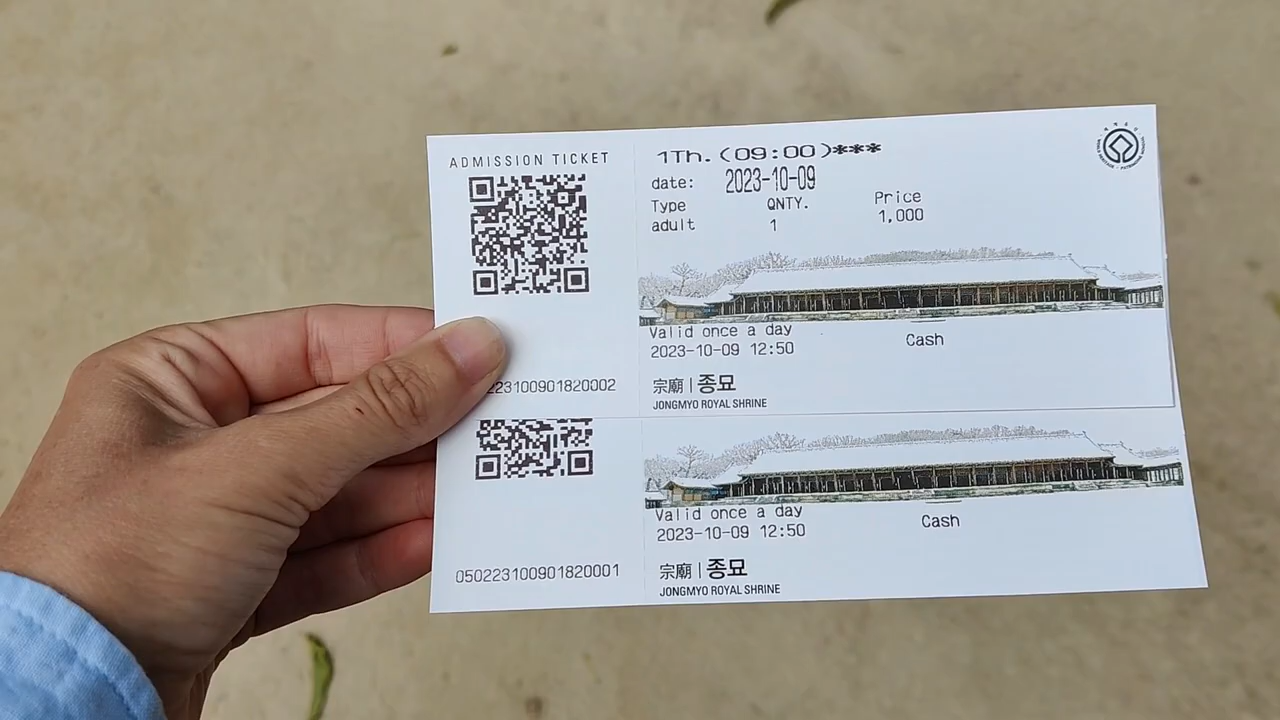 ADMISSION TICKET
1Th.(09:00)***
date: 2023-10-09
Type QNTY. Price
adult 1 1,000
Valid once a day
2023-10-09 12:50 Cash
223100901820002
宗廟 | 종묘
JONGMYO ROYAL SHRINE
Valid once a day
2023-10-09 12:50 Cash
050223100901820001
宗廟 | 종묘
JONGMYO ROYAL SHRINE